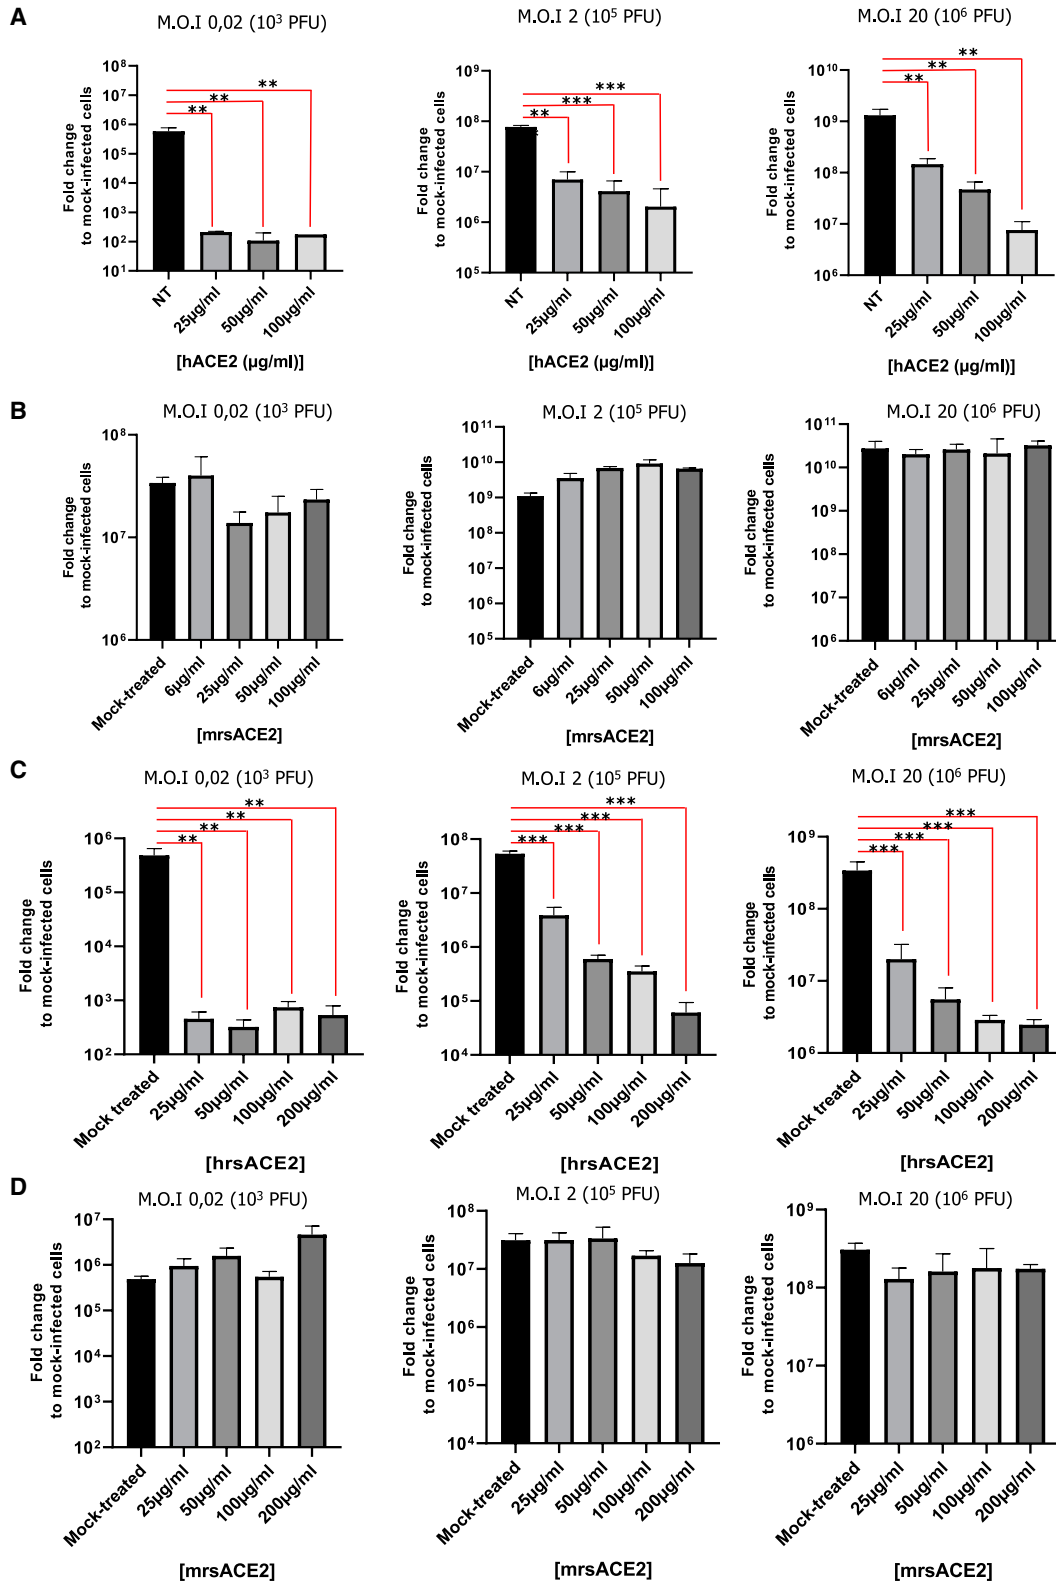 A
M.O.I 0,02 (10³ PFU)
M.O.I 2 (10⁵ PFU)
M.O.I 20 (10⁶ PFU)
Fold change
to mock-infected cells
10⁸
10⁷
10⁶
10⁵
10⁴
10³
10²
10¹
**
**
**
NT
25µg/ml
50µg/ml
100µg/ml
[hACE2 (µg/ml)]
Fold change
to mock-infected cells
10⁹
10⁸
10⁷
10⁶
10⁵
***
***
**
NT
25µg/ml
50µg/ml
100µg/ml
[hACE2 (µg/ml)]
Fold change
to mock-infected cells
10¹⁰
10⁹
10⁸
10⁷
10⁶
**
**
**
NT
25µg/ml
50µg/ml
100µg/ml
[hACE2 (µg/ml)]
B
M.O.I 0,02 (10³ PFU)
M.O.I 2 (10⁵ PFU)
M.O.I 20 (10⁶ PFU)
Fold change
to mock-infected cells
10⁸
10⁷
10⁶
Mock-treated
6µg/ml
25µg/ml
50µg/ml
100µg/ml
[mrsACE2]
Fold change
to mock-infected cells
10¹¹
10¹⁰
10⁹
10⁸
10⁷
10⁶
10⁵
Mock-treated
6µg/ml
25µg/ml
50µg/ml
100µg/ml
[mrsACE2]
Fold change
to mock-infected cells
10¹¹
10¹⁰
10⁹
10⁸
10⁷
10⁶
Mock-treated
6µg/ml
25µg/ml
50µg/ml
100µg/ml
[mrsACE2]
C
M.O.I 0,02 (10³ PFU)
M.O.I 2 (10⁵ PFU)
M.O.I 20 (10⁶ PFU)
Fold change
to mock-infected cells
10⁶
10⁵
10⁴
10³
10²
**
**
**
**
Mock treated
25µg/ml
50µg/ml
100µg/ml
200µg/ml
[hrsACE2]
Fold change
to mock-infected cells
10⁸
10⁷
10⁶
10⁵
10⁴
***
***
***
***
Mock treated
25µg/ml
50µg/ml
100µg/ml
200µg/ml
[hrsACE2]
Fold change
to mock-infected cells
10⁹
10⁸
10⁷
10⁶
***
***
***
***
Mock treated
25µg/ml
50µg/ml
100µg/ml
200µg/ml
[hrsACE2]
D
M.O.I 0,02 (10³ PFU)
M.O.I 2 (10⁵ PFU)
M.O.I 20 (10⁶ PFU)
Fold change
to mock-infected cells
10⁷
10⁶
10⁵
10⁴
10³
10²
Mock-treated
25µg/ml
50µg/ml
100µg/ml
200µg/ml
[mrsACE2]
Fold change
to mock-infected cells
10⁸
10⁷
10⁶
10⁵
10⁴
Mock-treated
25µg/ml
50µg/ml
100µg/ml
200µg/ml
[mrsACE2]
Fold change
to mock-infected cells
10⁹
10⁸
10⁷
10⁶
Mock-treated
25µg/ml
50µg/ml
100µg/ml
200µg/ml
[mrsACE2]